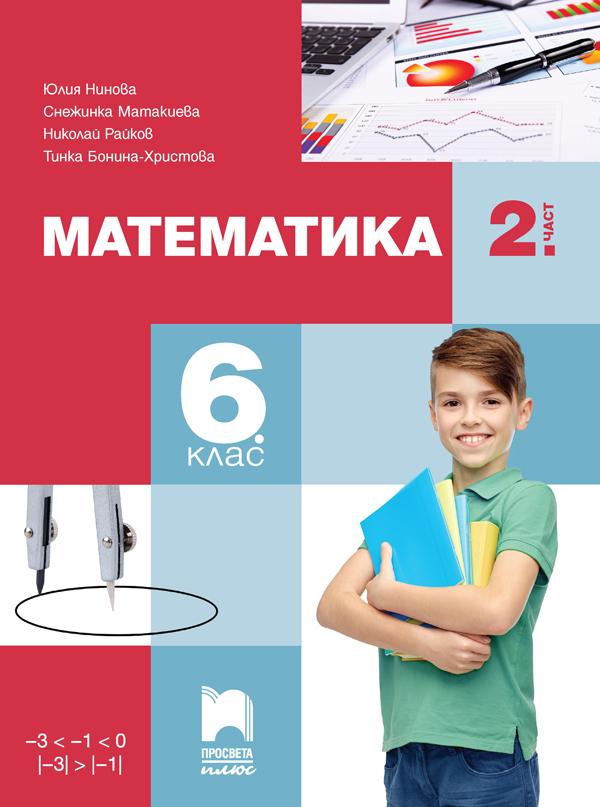 Юлия Нинова
Снежинка Матакиева
Николай Райков
Тинка Бонина-Христова
МАТЕМАТИКА
2. ЧАСТ
6.
клас
–3 < –1 < 0
|–3| > |–1|
ПРОСВЕТА
плюс